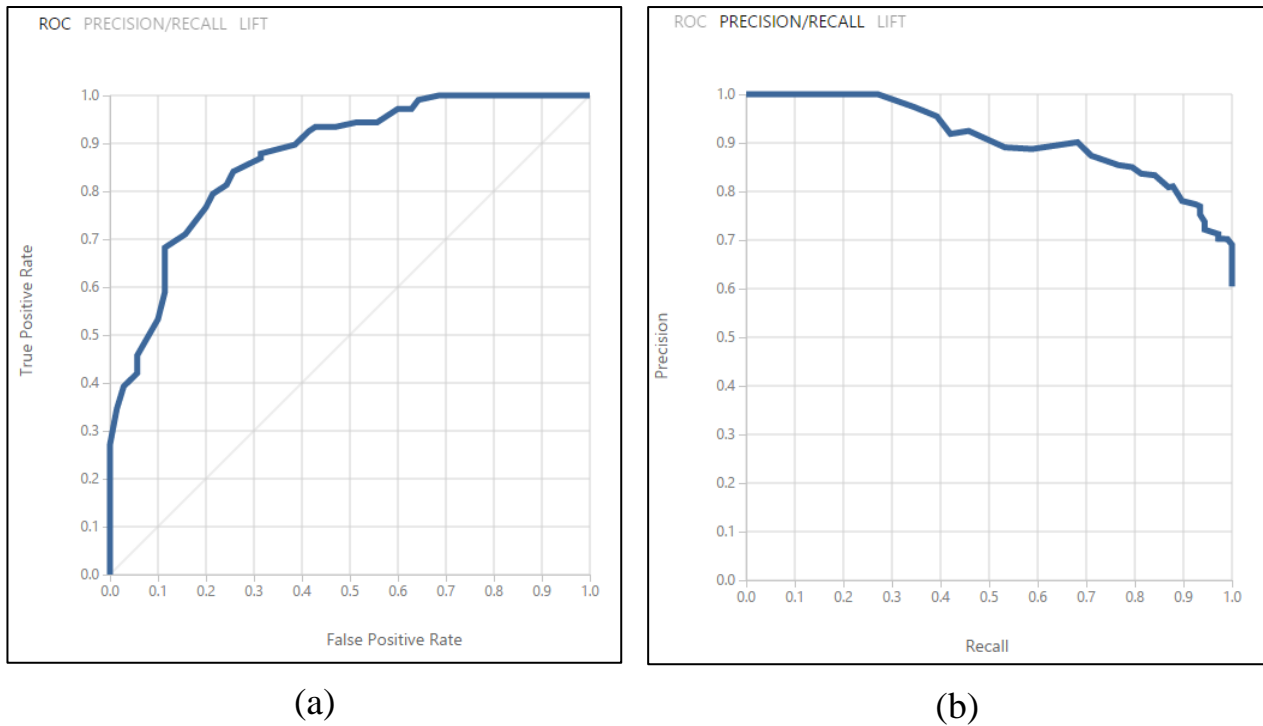 ROC PRECISION/RECALL LIFT
1.0
0.9
0.8
0.7
0.6
0.5
0.4
0.3
0.2
0.1
0.0
True Positive Rate
0.0 0.1 0.2 0.3 0.4 0.5 0.6 0.7 0.8 0.9 1.0
False Positive Rate
(a)
ROC PRECISION/RECALL LIFT
1.0
0.9
0.8
0.7
0.6
0.5
0.4
0.3
0.2
0.1
0.0
Precision
0.0 0.1 0.2 0.3 0.4 0.5 0.6 0.7 0.8 0.9 1.0
Recall
(b)